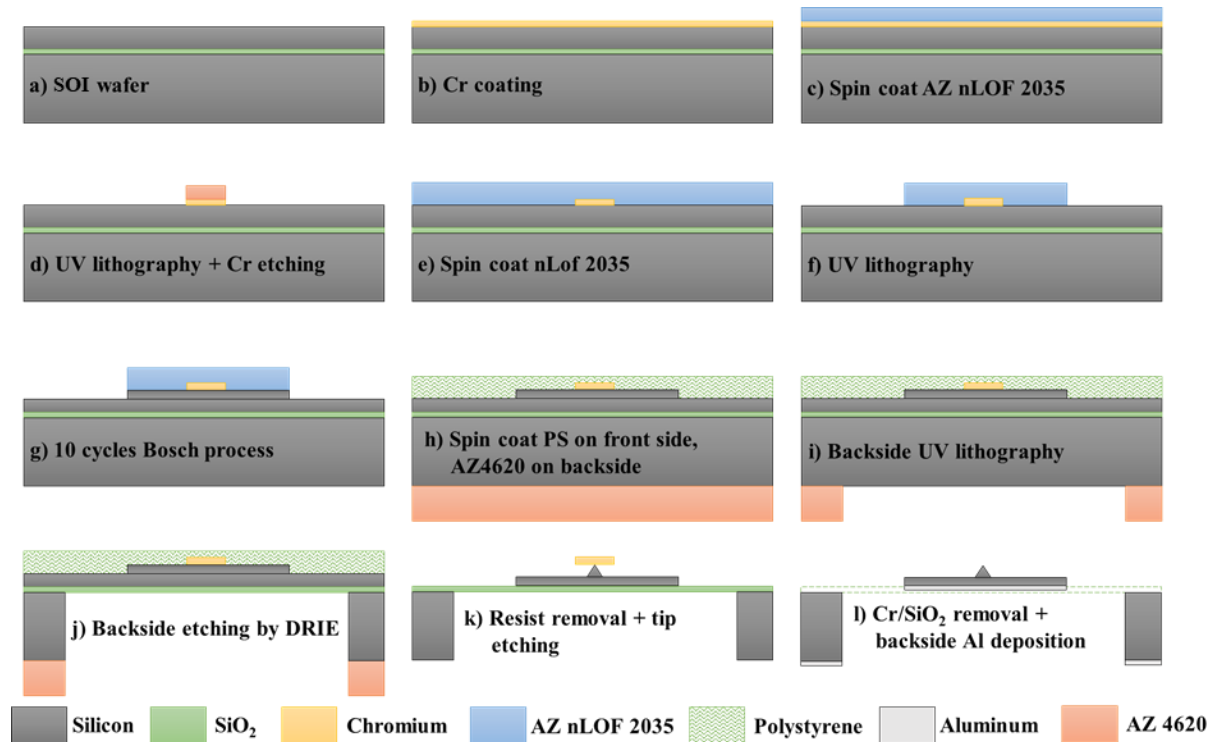 a) SOI wafer
b) Cr coating
c) Spin coat AZ nLOF 2035
d) UV lithography + Cr etching
e) Spin coat nLof 2035
f) UV lithography
g) 10 cycles Bosch process
h) Spin coat PS on front side,
AZ4620 on backside
i) Backside UV lithography
j) Backside etching by DRIE
k) Resist removal + tip
etching
l) Cr/SiO₂ removal +
backside Al deposition
Silicon SiO₂ Chromium AZ nLOF 2035 Polystyrene Aluminum AZ 4620